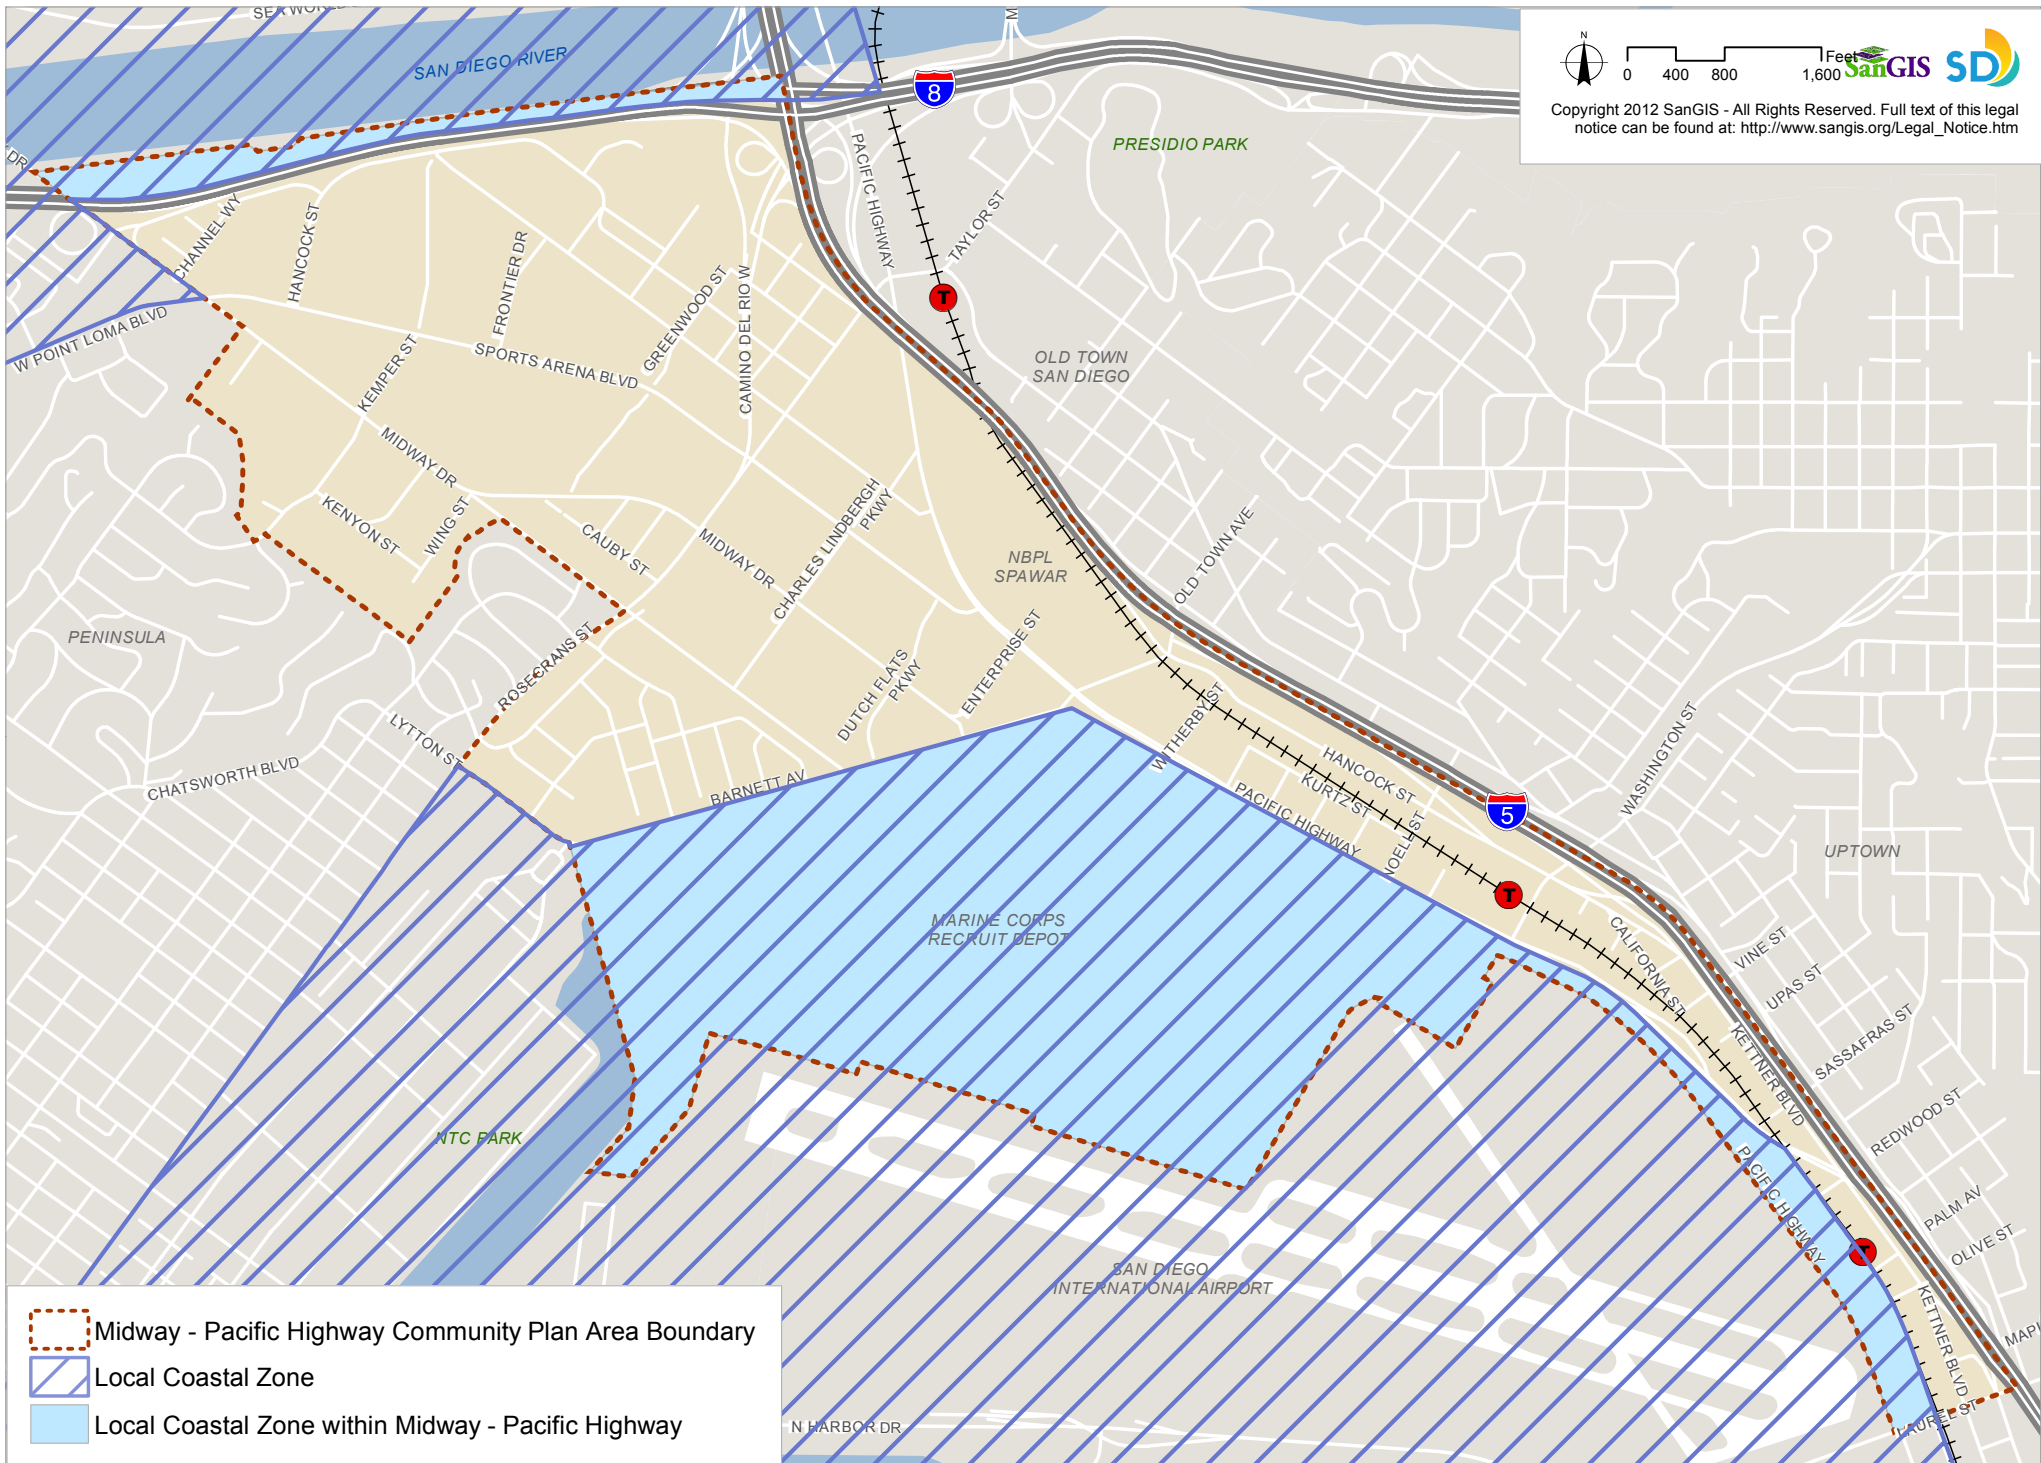 SEA WORLD
SAN DIEGO RIVER
M
8
N
0 400 800 1,600
Feet
SanGIS
SD
Copyright 2012 SanGIS - All Rights Reserved. Full text of this legal
notice can be found at: http://www.sangis.org/Legal_Notice.htm
DR
PACIFIC HIGHWAY
PRESIDIO PARK
TAYLOR ST
CHANNEL WY
HANCOCK ST
FRONTIER DR
GREENWOOD ST
CAMINO DEL RIO W
T
W POINT LOMA BLVD
SPORTS ARENA BLVD
KEMPER ST
OLD TOWN
SAN DIEGO
MIDWAY DR
KENYON ST
WING ST
CAUBY ST
MIDWAY DR
CHARLES LINDBERGH
PKWY
NBPL
SPAWAR
OLD TOWN AVE
PENINSULA
ROSECRANS ST
DUTCH FLATS
PKWY
ENTERPRISE ST
LYTTON ST
CHATSWORTH BLVD
BARNETT AV
WITHERBY ST
HANCOCK ST
KURTZ ST
PACIFIC HIGHWAY
NOELL ST
5
WASHINGTON ST
UPTOWN
T
MARINE CORPS
RECRUIT DEPOT
CALIFORNIA ST
VINE ST
UPAS ST
SASSAFRAS ST
KETTNER BLVD
REDWOOD ST
NTC PARK
PACIFIC HIGHWAY
PALM AV
OLIVE ST
T
SAN DIEGO
INTERNATIONAL AIRPORT
KETTNER BLVD
MAPL
LAUREL ST
N HARBOR DR
Midway - Pacific Highway Community Plan Area Boundary
Local Coastal Zone
Local Coastal Zone within Midway - Pacific Highway